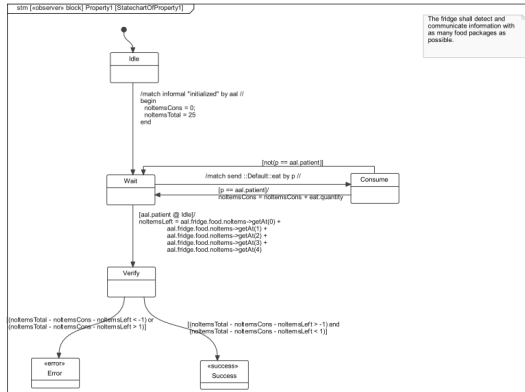 stm [«observer» block] Property1 [StatechartOfProperty1]
The fridge shall detect and
communicate information with
as many food packages as
possible.
Idle
/match informal "initialized" by aal //
begin
noItemsCons = 0;
noItemsTotal = 25
end
[not(p == aal.patient)]
/match send ::Default::eat by p //
Wait
Consume
[p == aal.patient]/
noItemsCons = noItemsCons + eat.quantity
[aal.patient @ Idle]/
noItemsLeft = aal.fridge.food.noItems->getAt(0) +
aal.fridge.food.noItems->getAt(1) +
aal.fridge.food.noItems->getAt(2) +
aal.fridge.food.noItems->getAt(3) +
aal.fridge.food.noItems->getAt(4)
Verify
[(noItemsTotal - noItemsCons - noItemsLeft < -1) or
(noItemsTotal - noItemsCons - noItemsLeft > 1)]
[(noItemsTotal - noItemsCons - noItemsLeft > -1) and
(noItemsTotal - noItemsCons - noItemsLeft < 1)]
«error»
Error
«success»
Success